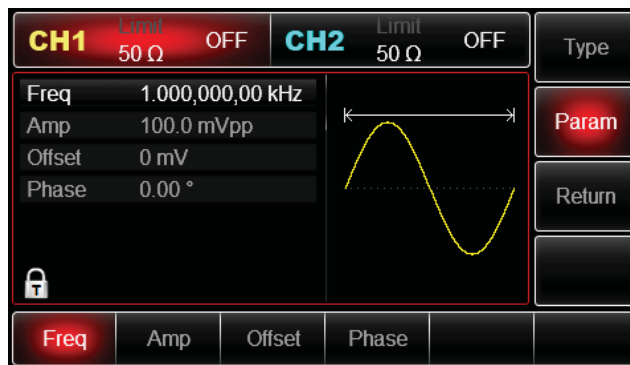 CH1 Limit 50 Ω OFF CH2 Limit 50 Ω OFF
Type
Freq 1.000,000,00 kHz
Amp 100.0 mVpp
Offset 0 mV
Phase 0.00 °
Param
Return
T
Freq Amp Offset Phase